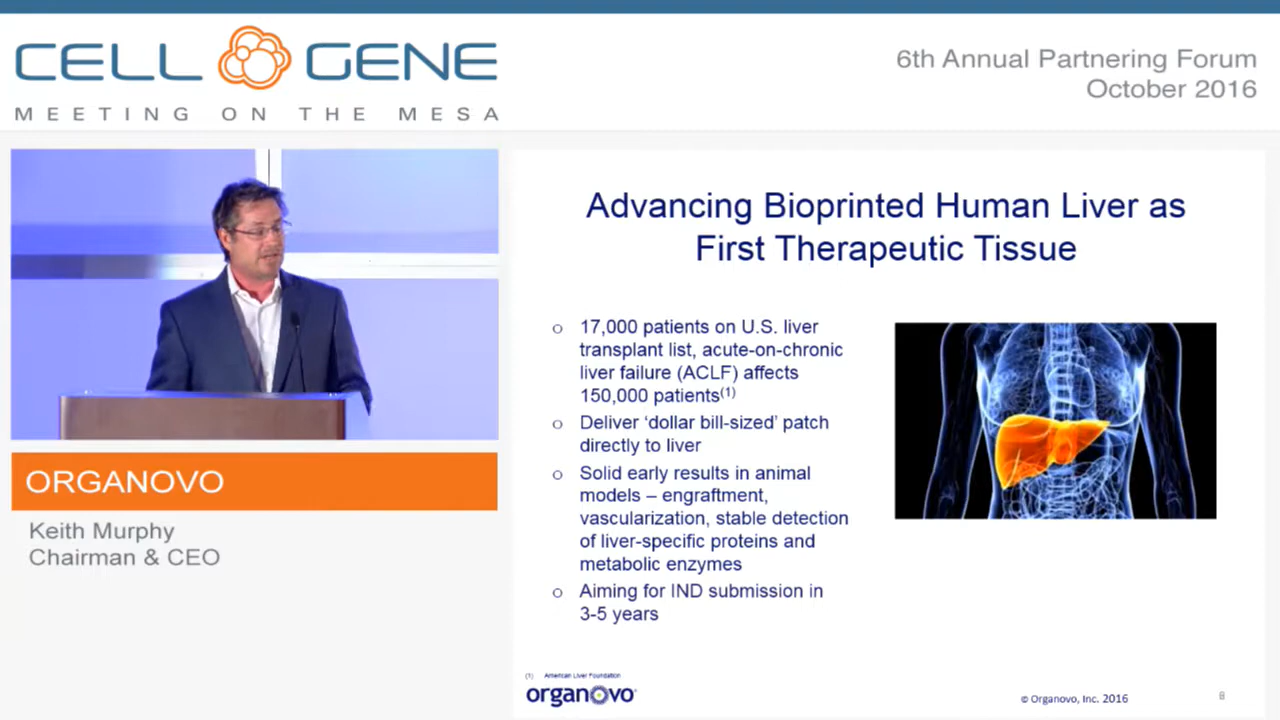 CELL GENE
MEETING ON THE MESA
6th Annual Partnering Forum
October 2016
ORGANOVO
Keith Murphy
Chairman & CEO
Advancing Bioprinted Human Liver as
First Therapeutic Tissue
o 17,000 patients on U.S. liver
transplant list, acute-on-chronic
liver failure (ACLF) affects
150,000 patients(1)
o Deliver ‘dollar bill-sized’ patch
directly to liver
o Solid early results in animal
models – engraftment,
vascularization, stable detection
of liver-specific proteins and
metabolic enzymes
o Aiming for IND submission in
3-5 years
(1) American Liver Foundation
organovo
© Organovo, Inc. 2016
8